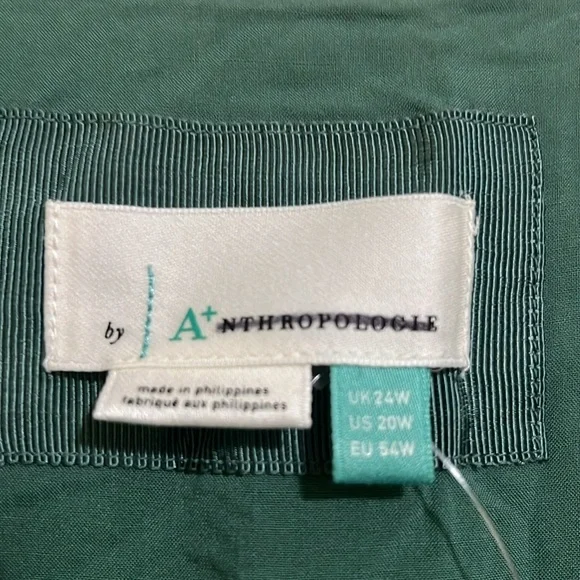 by A+NTHROPOLOGIE
made in philippines
fabriqué aux philippines
UK 24W
US 20W
EU 54W